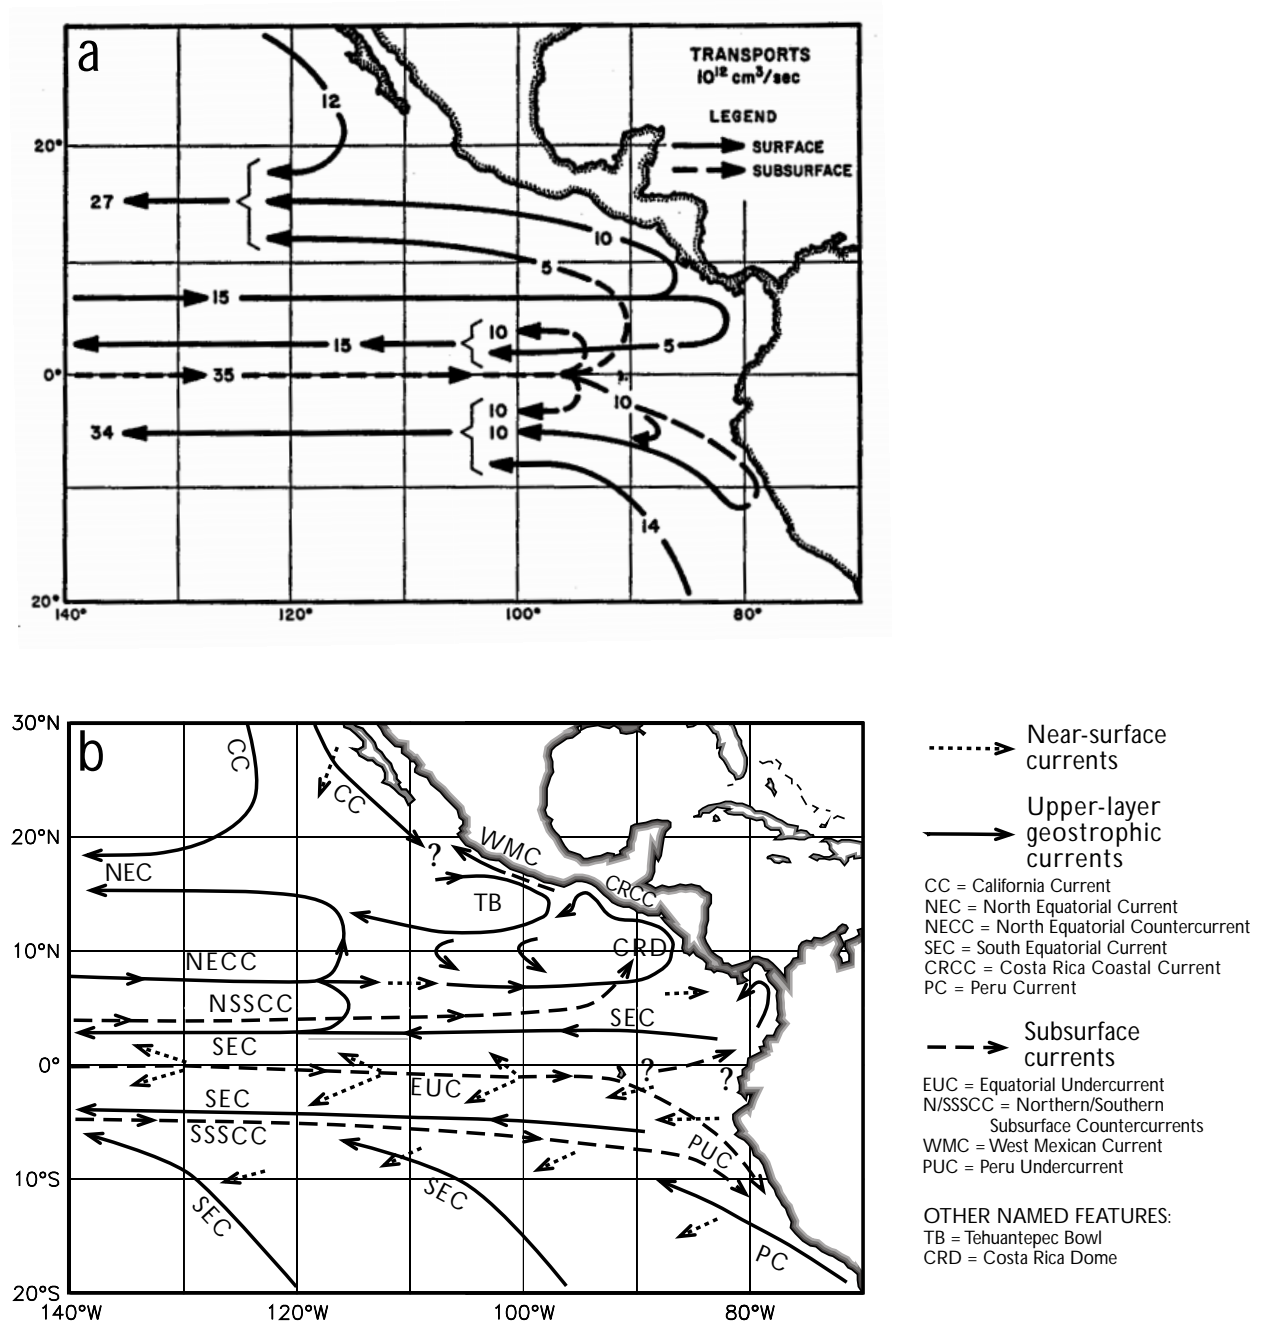 a
TRANSPORTS
10¹² cm³/sec
LEGEND
SURFACE
SUBSURFACE
12
20°
27
10
5
15
10
15
5
0°
35
10
10
34
10
14
20°
140°
120°
100°
80°
b
30°N
CC
CC
20°N
?
WMC
NEC
TB
CRCC
10°N
NECC
CRD
NSSCC
SEC
SEC
0°
?
?
EUC
SEC
SSSCC
PUC
10°S
SEC
SEC
PC
20°S
140°W
120°W
100°W
80°W
Near-surface
currents
Upper-layer
geostrophic
currents
CC = California Current
NEC = North Equatorial Current
NECC = North Equatorial Countercurrent
SEC = South Equatorial Current
CRCC = Costa Rica Coastal Current
PC = Peru Current
Subsurface
currents
EUC = Equatorial Undercurrent
N/SSSCC = Northern/Southern
Subsurface Countercurrents
WMC = West Mexican Current
PUC = Peru Undercurrent
OTHER NAMED FEATURES:
TB = Tehuantepec Bowl
CRD = Costa Rica Dome